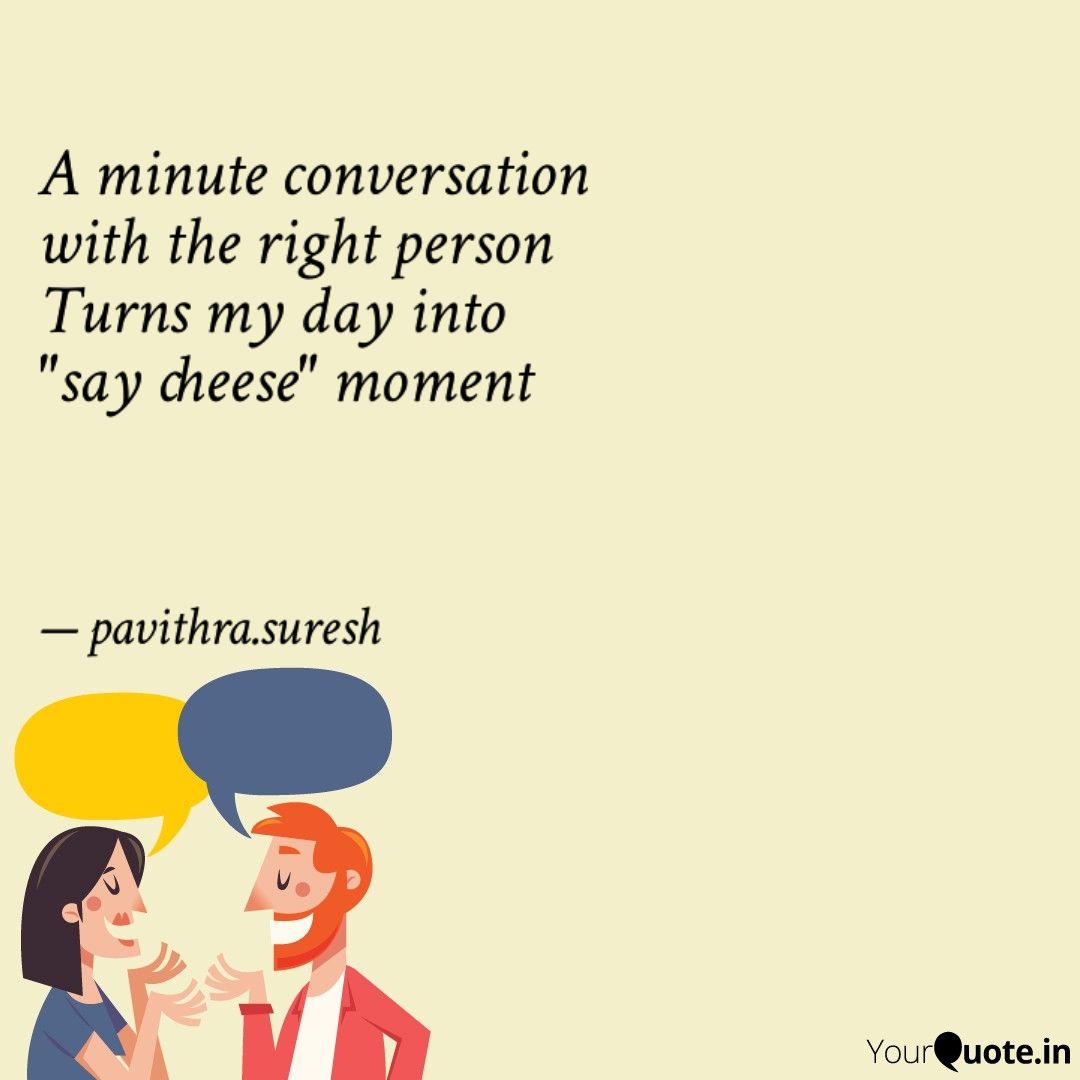 A minute conversation
with the right person
Turns my day into
"say cheese" moment
— pavithra.suresh
YourQuote.in